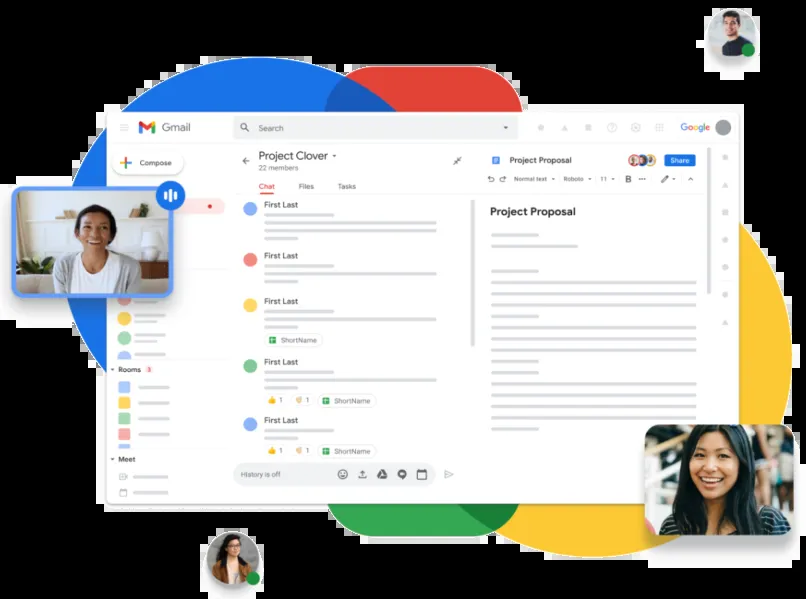 Gmail
Search
Google
Compose
Project Clover
22 members
Chat Files Tasks
First Last
First Last
First Last
ShortName
First Last
1 1 ShortName
First Last
1 1 ShortName
History is off
Rooms 3
Meet
Project Proposal
Share
Normal text Roboto 11 B
Project Proposal